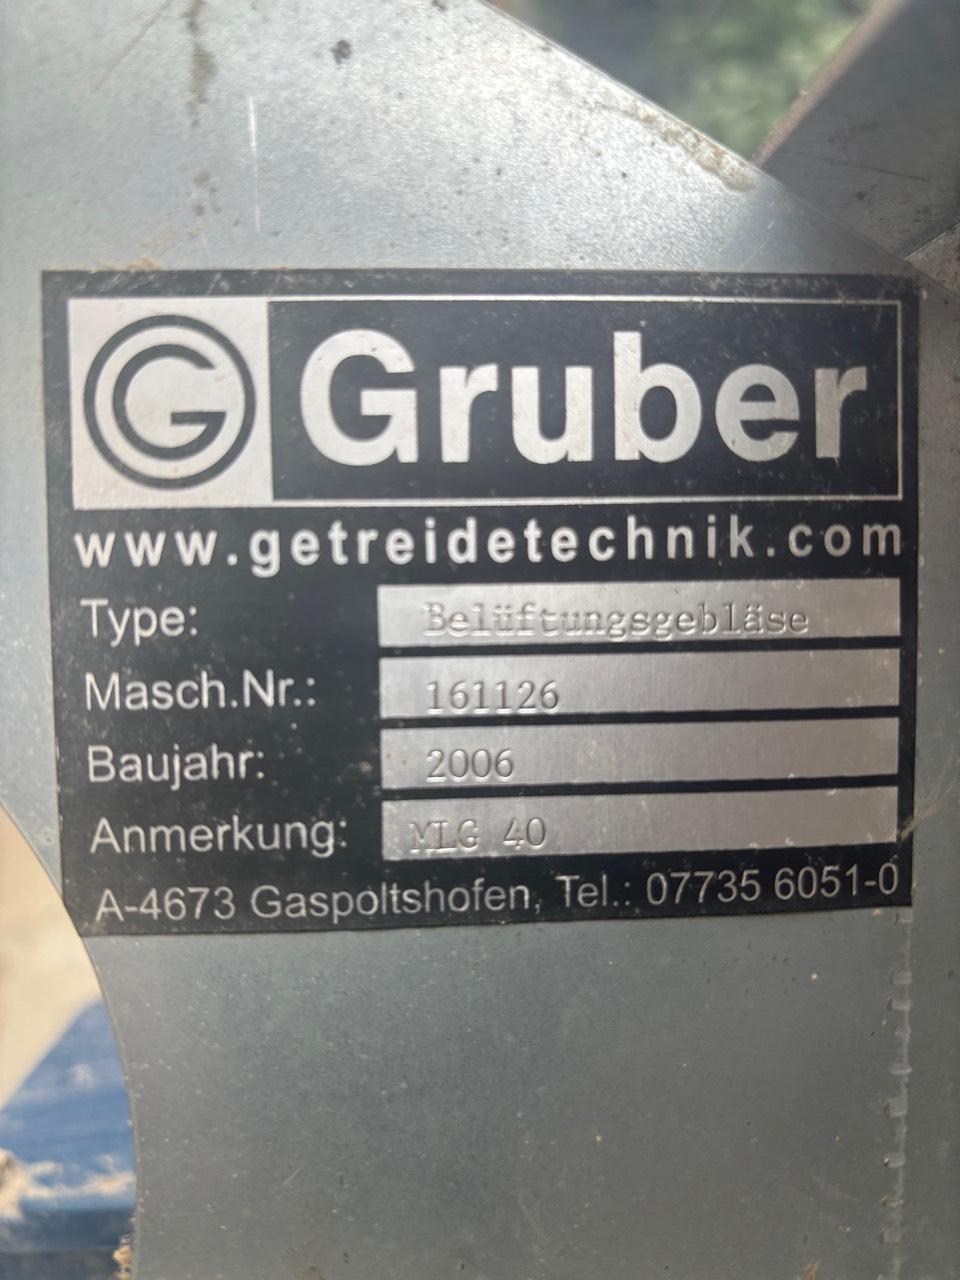 G Gruber
www.getreidetechnik.com
Type: Belüftungsgebläse
Masch.Nr.: 161126
Baujahr: 2006
Anmerkung: MLG 40
A-4673 Gaspoltshofen, Tel.: 07735 6051-0